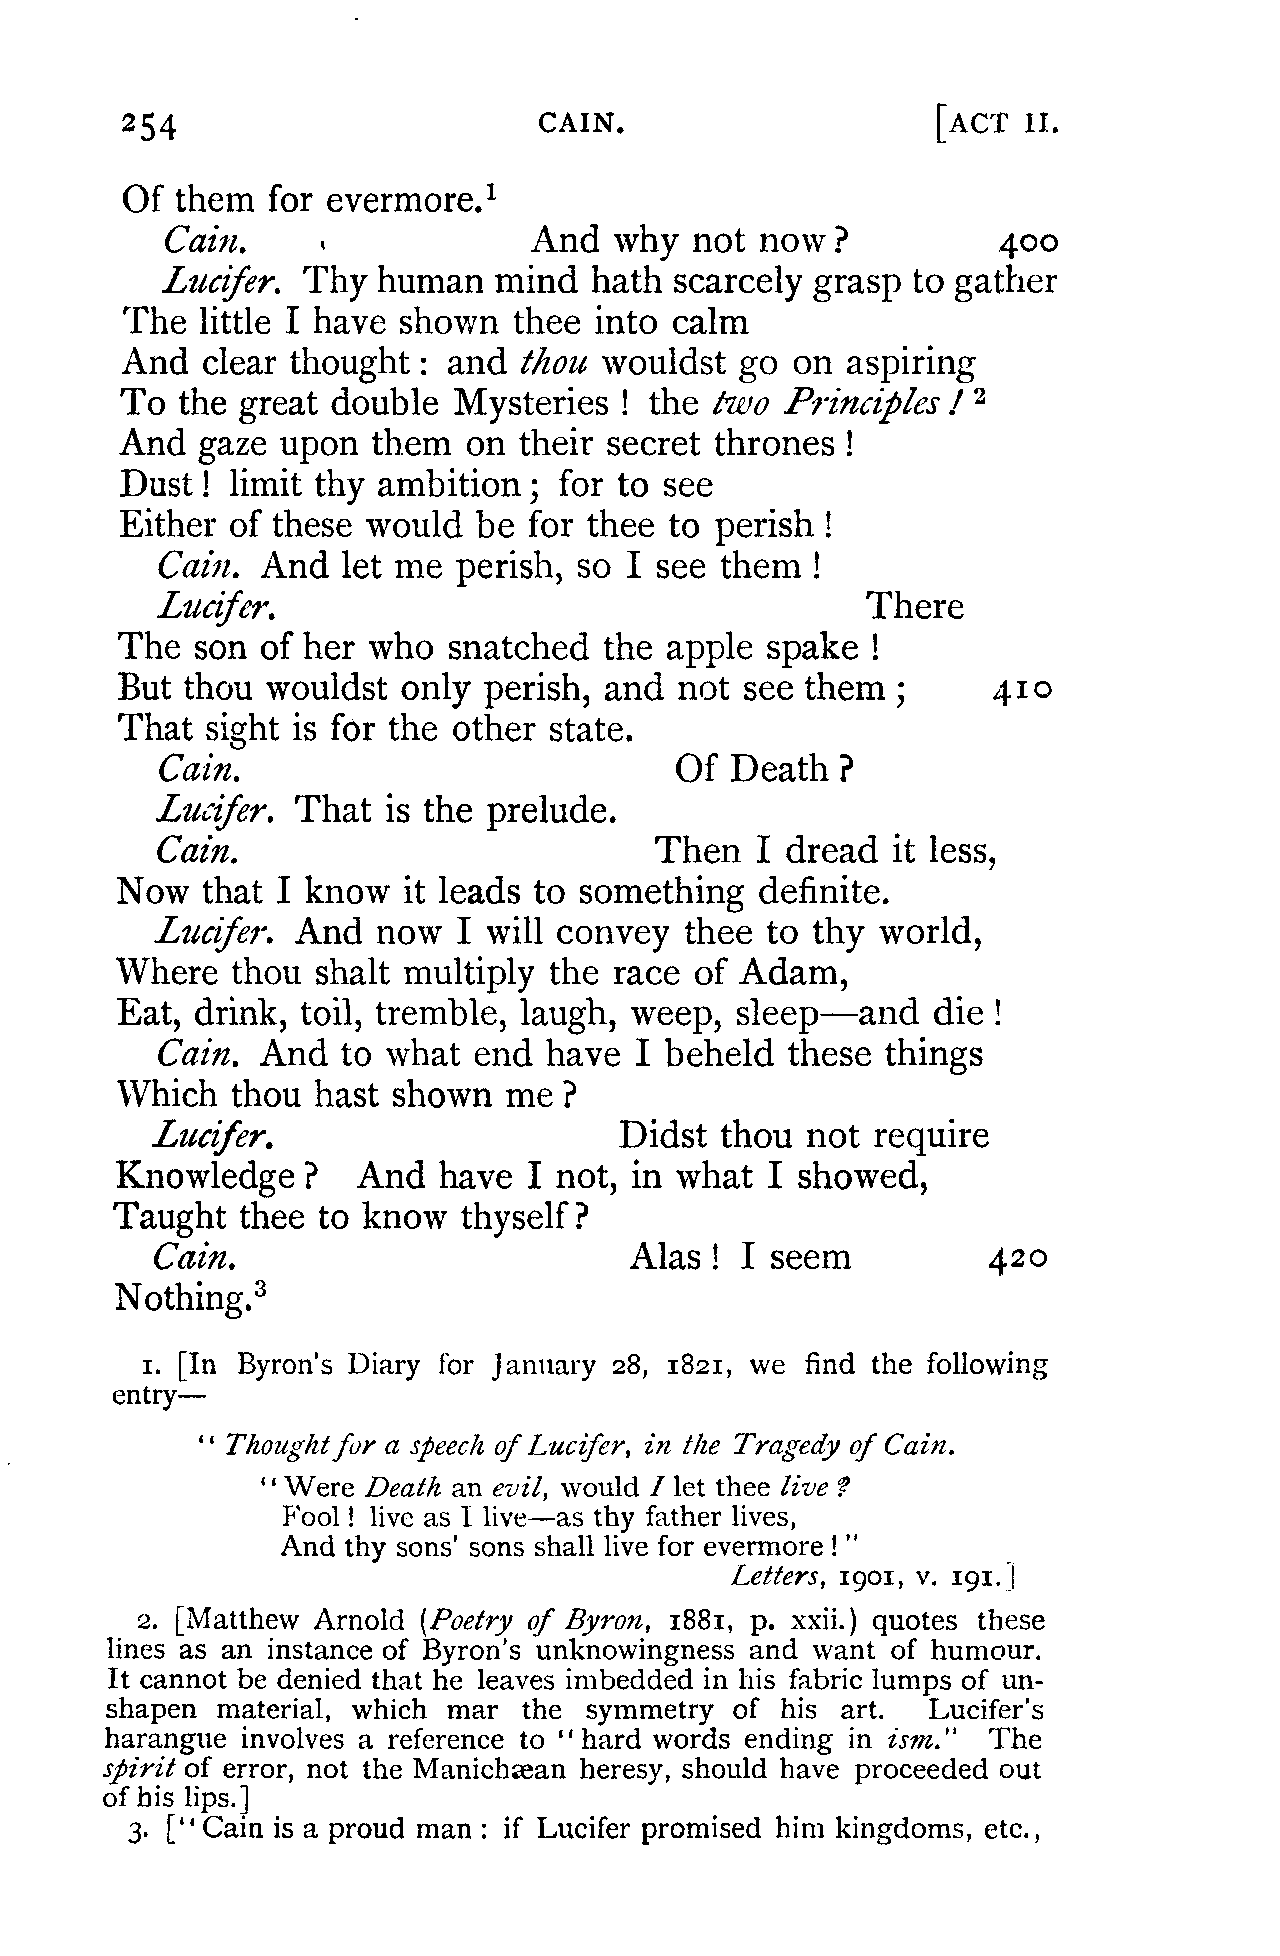 254 CAIN. [ACT II.
Of them for evermore.¹
Cain. And why not now? 400
Lucifer. Thy human mind hath scarcely grasp to gather
The little I have shown thee into calm
And clear thought: and thou wouldst go on aspiring
To the great double Mysteries! the two Principles!²
And gaze upon them on their secret thrones!
Dust! limit thy ambition; for to see
Either of these would be for thee to perish!
Cain. And let me perish, so I see them!
Lucifer. There
The son of her who snatched the apple spake!
But thou wouldst only perish, and not see them; 410
That sight is for the other state.
Cain. Of Death?
Lucifer. That is the prelude.
Cain. Then I dread it less,
Now that I know it leads to something definite.
Lucifer. And now I will convey thee to thy world,
Where thou shalt multiply the race of Adam,
Eat, drink, toil, tremble, laugh, weep, sleep—and die!
Cain. And to what end have I beheld these things
Which thou hast shown me?
Lucifer. Didst thou not require
Knowledge? And have I not, in what I showed,
Taught thee to know thyself?
Cain. Alas! I seem 420
Nothing.³
1. [In Byron's Diary for January 28, 1821, we find the following
entry—
"Thought for a speech of Lucifer, in the Tragedy of Cain.
"Were Death an evil, would I let thee live?
Fool! live as I live—as thy father lives,
And thy sons' sons shall live for evermore!"
Letters, 1901, v. 191.]
2. [Matthew Arnold (Poetry of Byron, 1881, p. xxii.) quotes these
lines as an instance of Byron's unknowingness and want of humour.
It cannot be denied that he leaves imbedded in his fabric lumps of un-
shapen material, which mar the symmetry of his art. Lucifer's
harangue involves a reference to "hard words ending in ism." The
spirit of error, not the Manichæan heresy, should have proceeded out
of his lips.]
3. ["Cain is a proud man: if Lucifer promised him kingdoms, etc.,